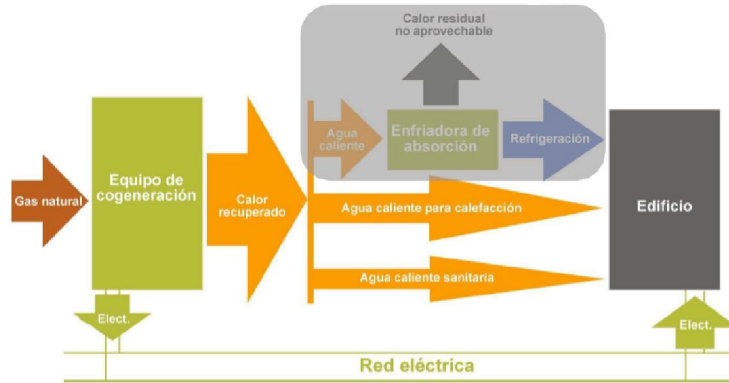 Calor residual
no aprovechable
Agua
caliente
Enfriadora de
absorción
Refrigeración
Gas natural
Equipo de
cogeneración
Calor
recuperado
Agua caliente para calefacción
Edificio
Agua caliente sanitaria
Elect.
Elect.
Red eléctrica